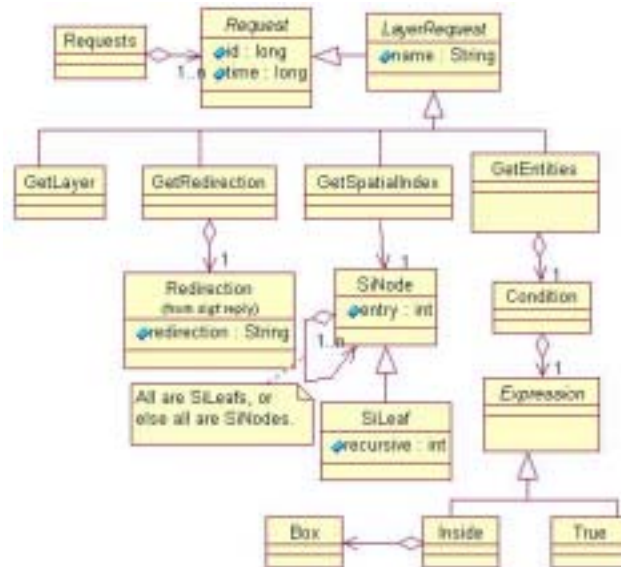 Requests
Request
id : long
time : long
1..n
LayerRequest
name : String
GetLayer
GetRedirection
GetSpatialIndex
GetEntities
1
1
1
Redirection
(from sigt reply)
redirection : String
SiNode
entry : int
Condition
1..n
1
All are SiLeafs, or
else all are SiNodes.
SiLeaf
recursive : int
Expression
Box
Inside
True